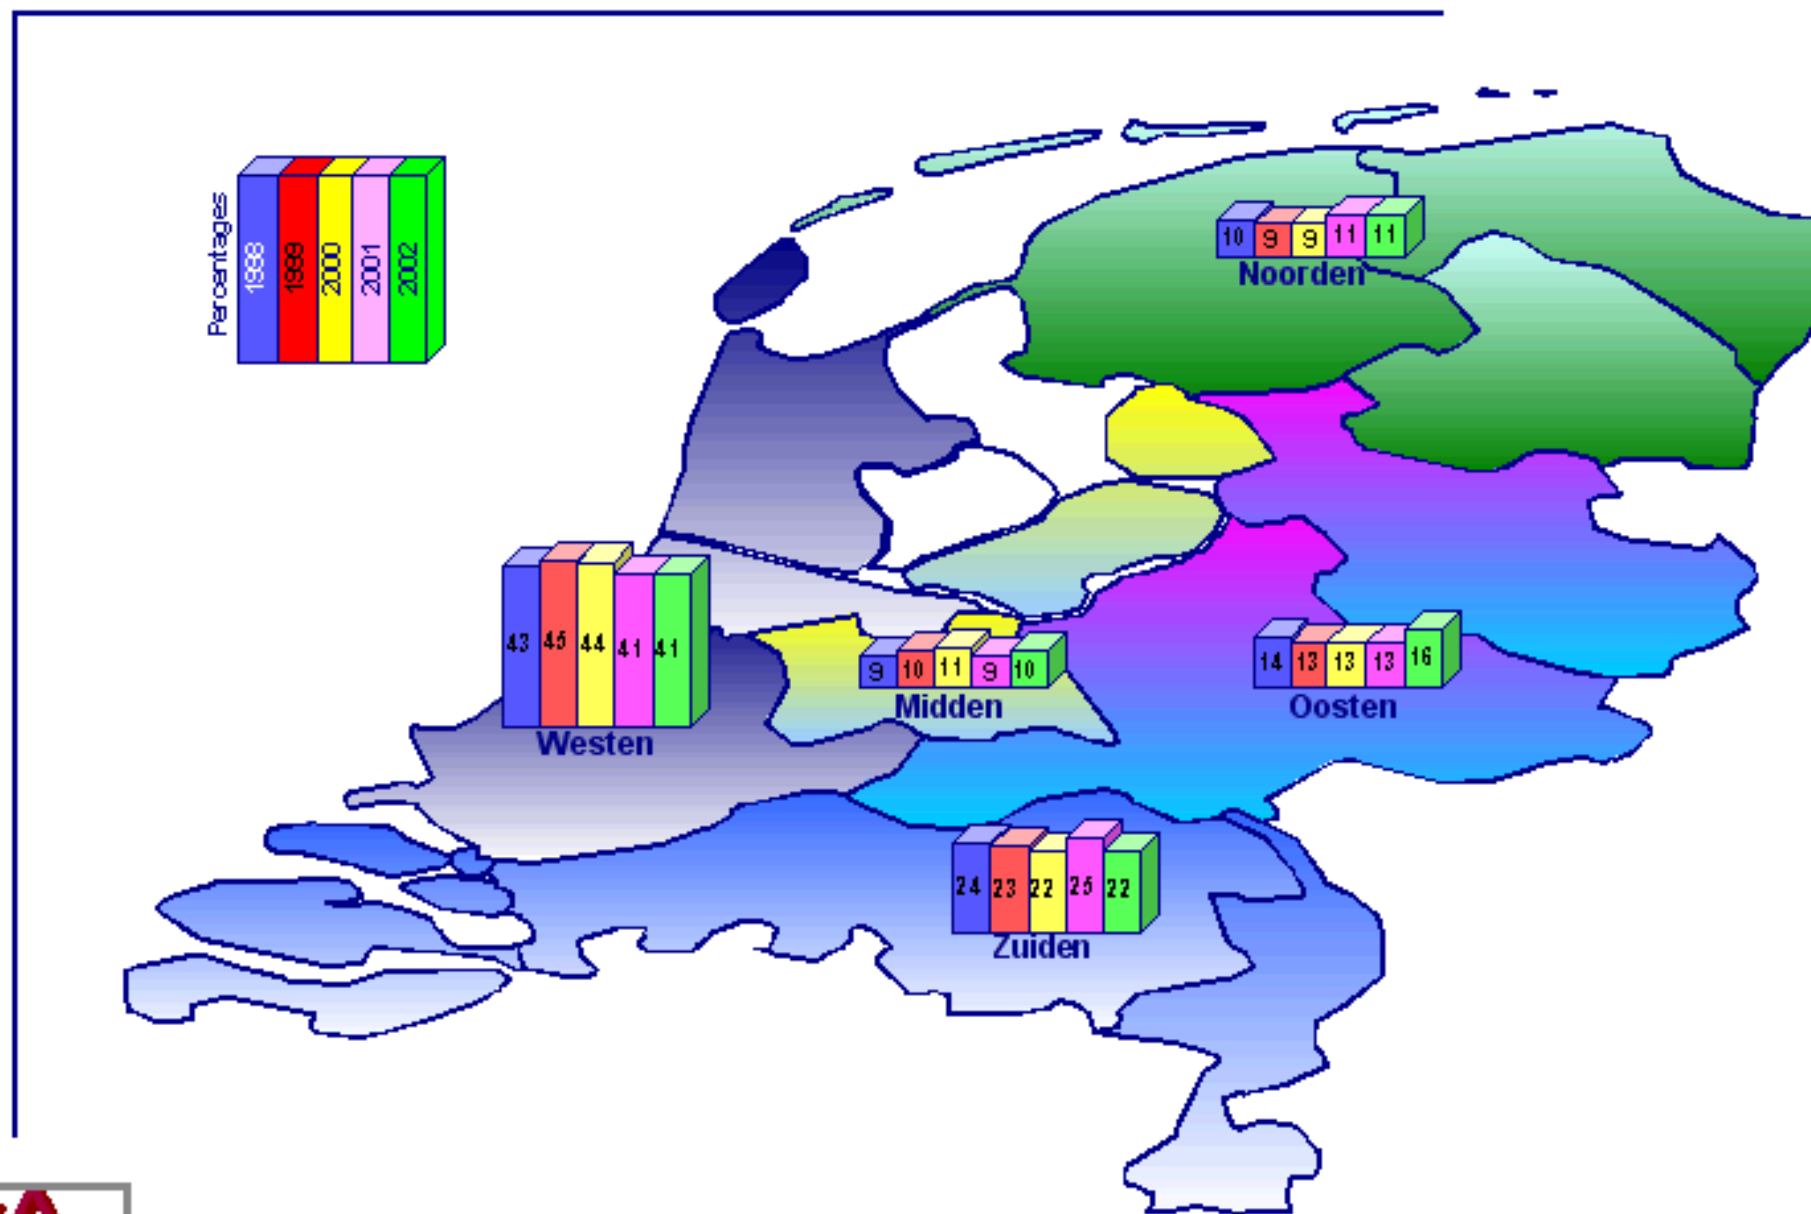 Percentages
1998 1999 2000 2001 2002
10 9 9 11 11
Noorden
43 45 44 41 41
Westen
9 10 11 9 10
Midden
14 13 13 13 16
Oosten
24 23 22 25 22
Zuiden